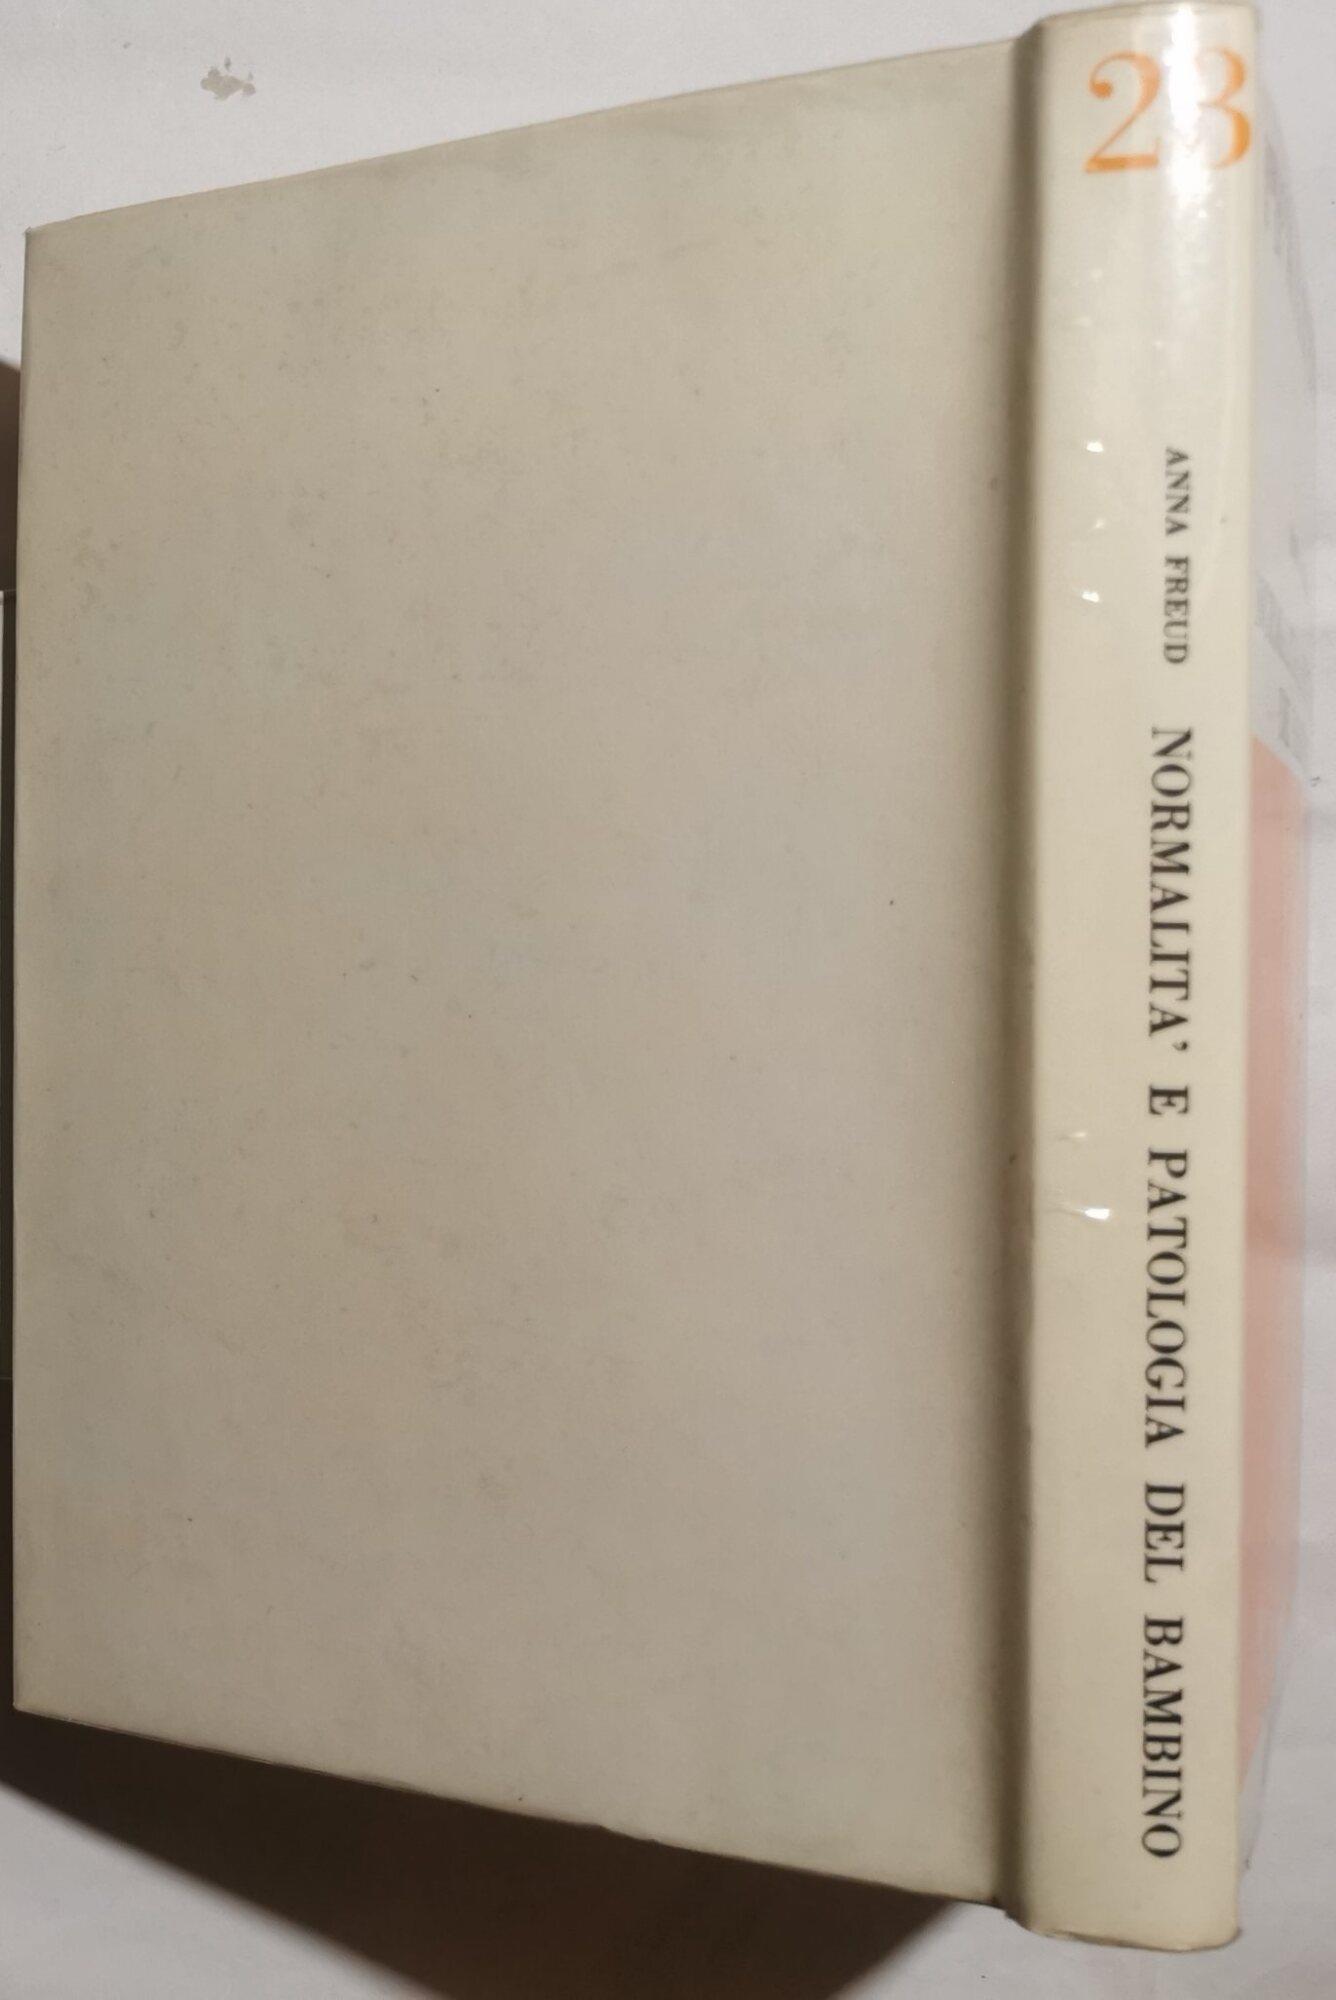 23
ANNA FREUD NORMALITA' E PATOLOGIA DEL BAMBINO